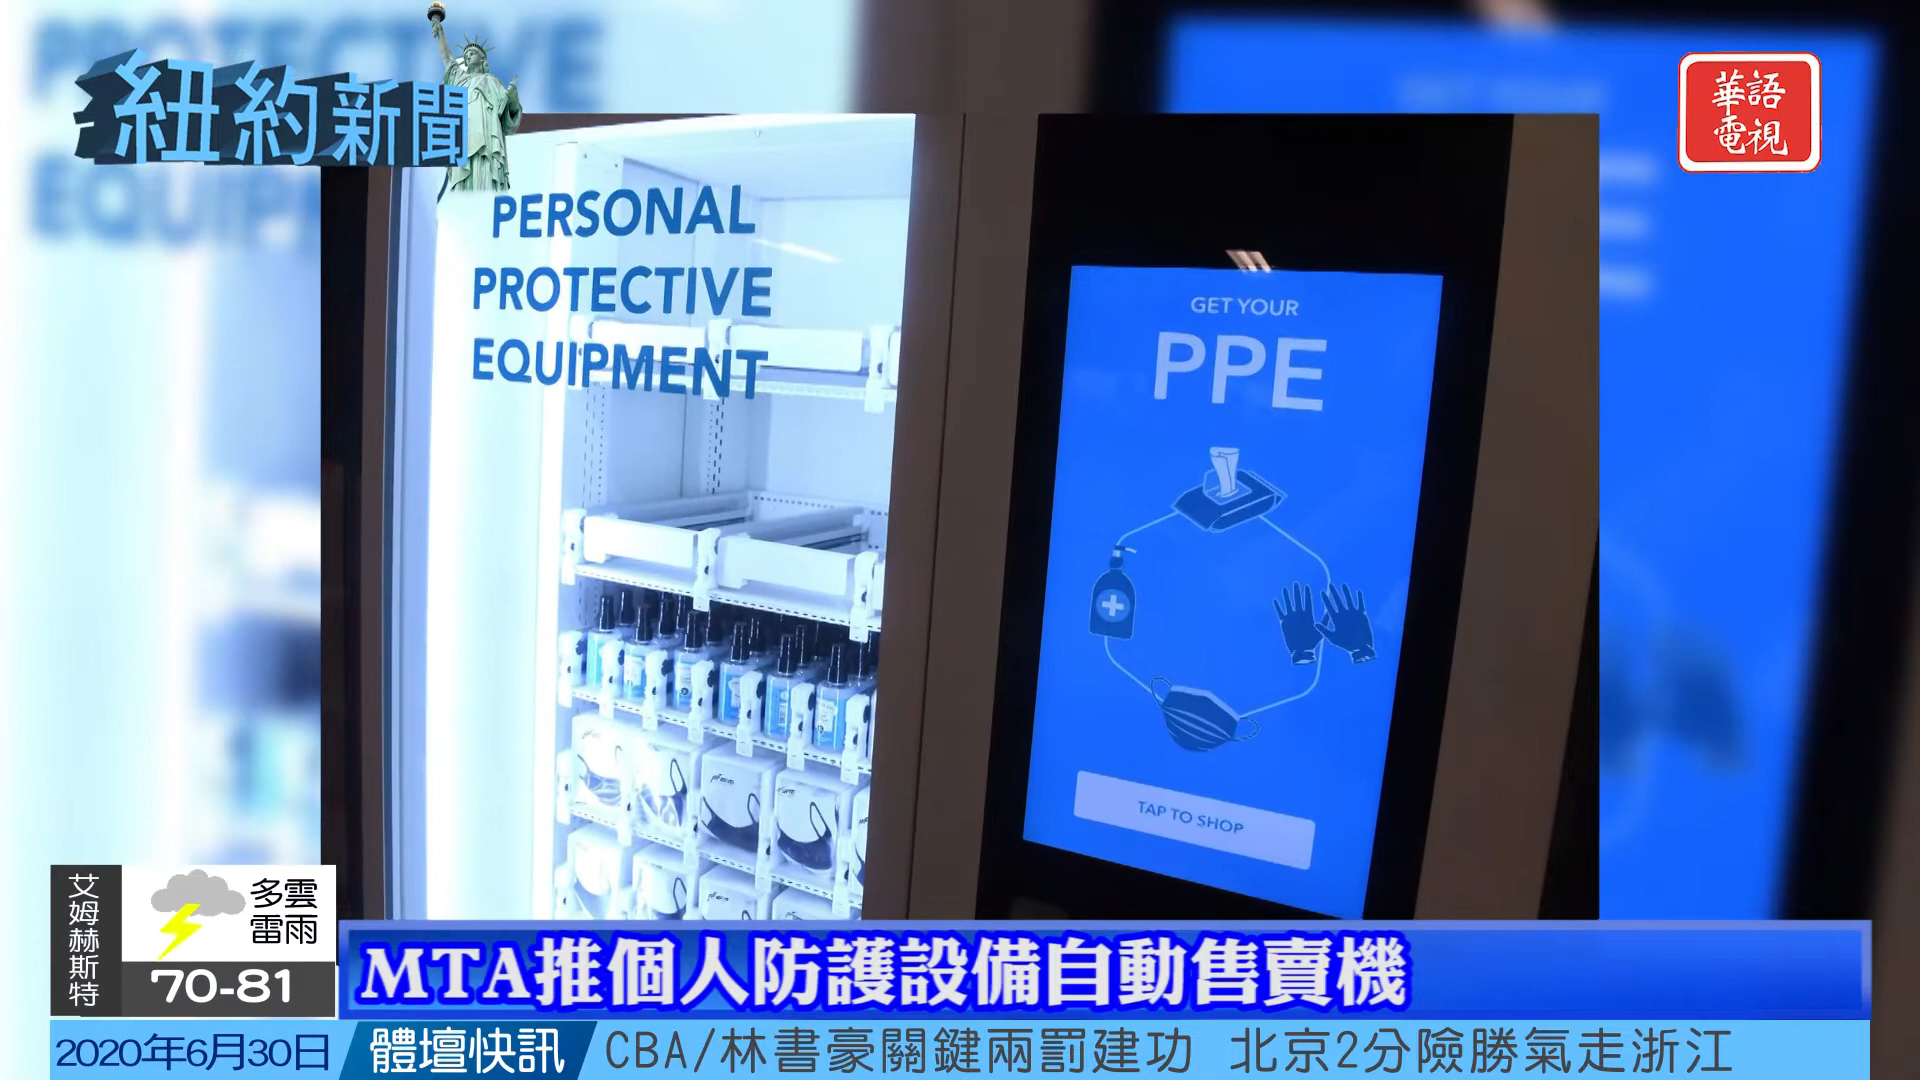 紐約新聞
華語
電視
PERSONAL
PROTECTIVE
EQUIPMENT
GET YOUR
PPE
TAP TO SHOP
艾姆赫斯特
多雲
雷雨
70-81
MTA推個人防護設備自動售賣機
2020年6月30日
體壇快訊
CBA/林書豪關鍵兩罰建功 北京2分險勝氣走浙江